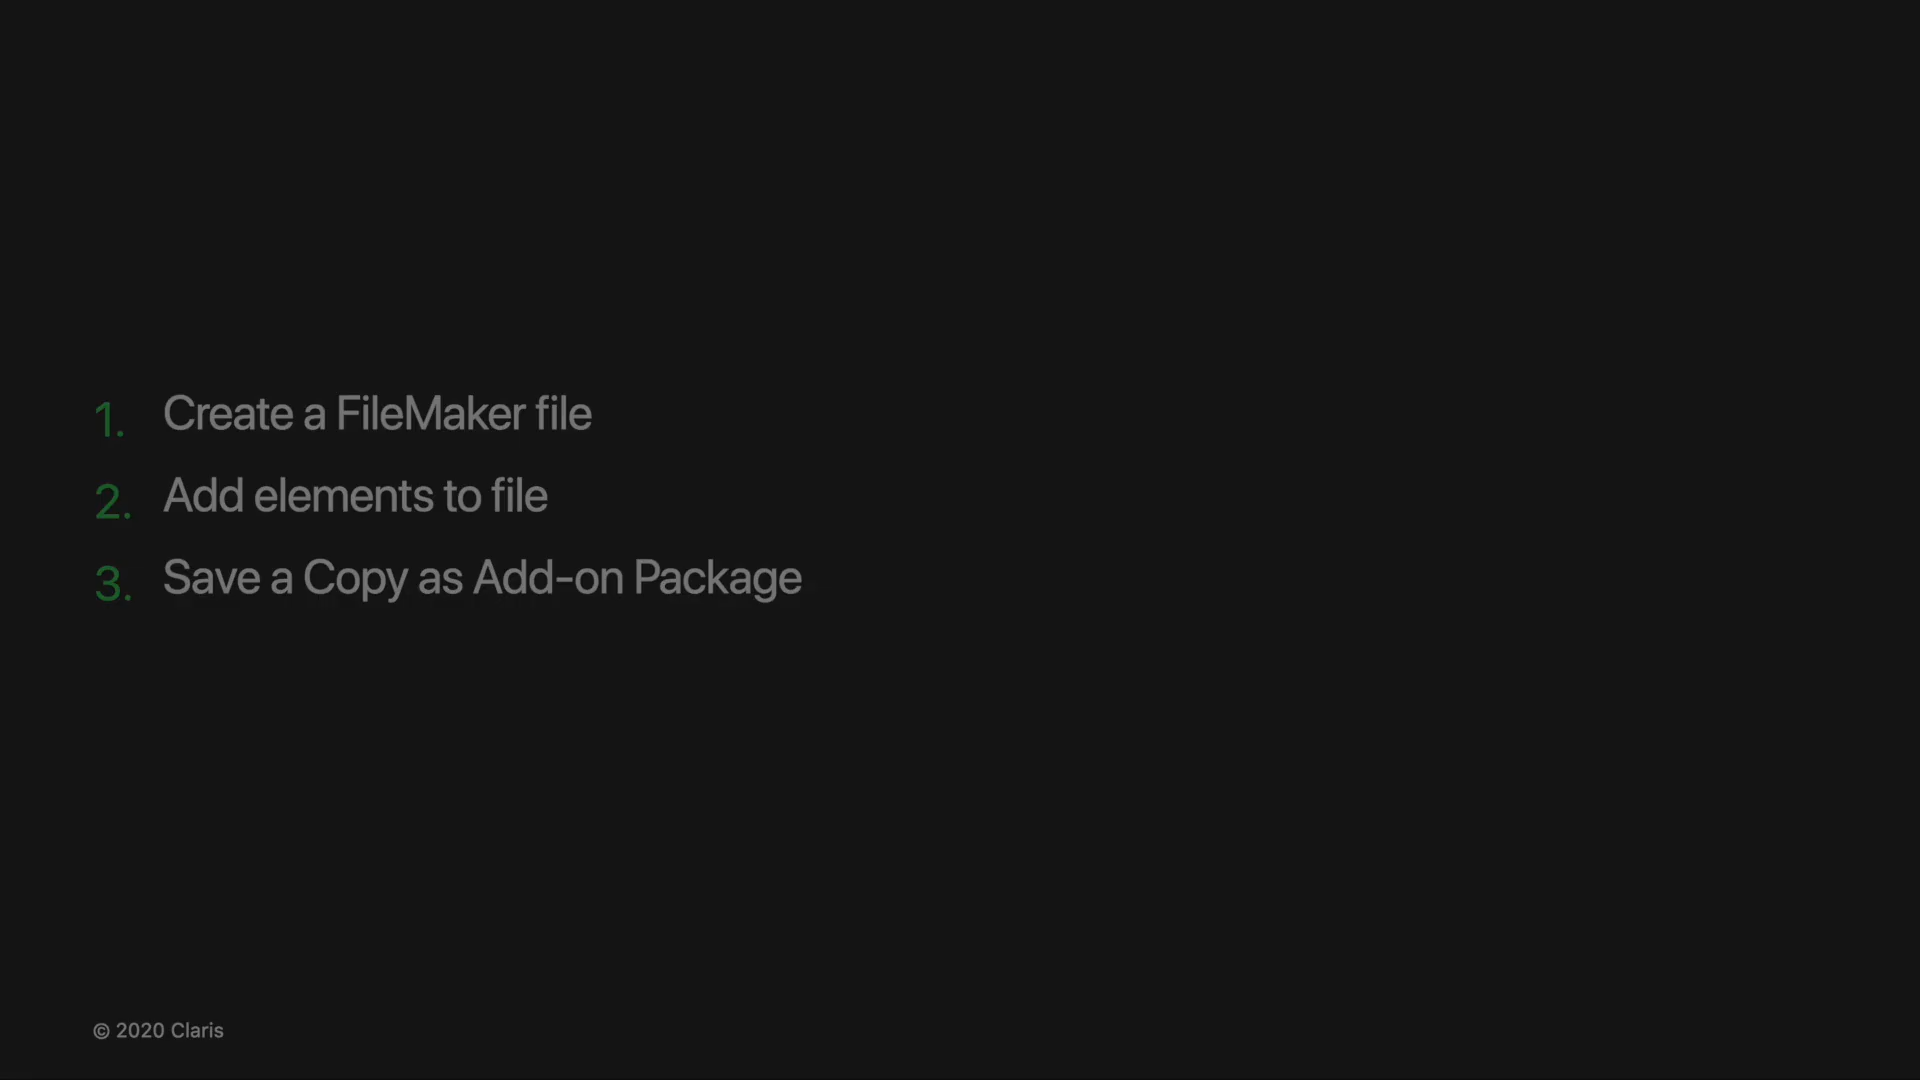 1. Create a FileMaker file
2. Add elements to file
3. Save a Copy as Add-on Package
© 2020 Claris